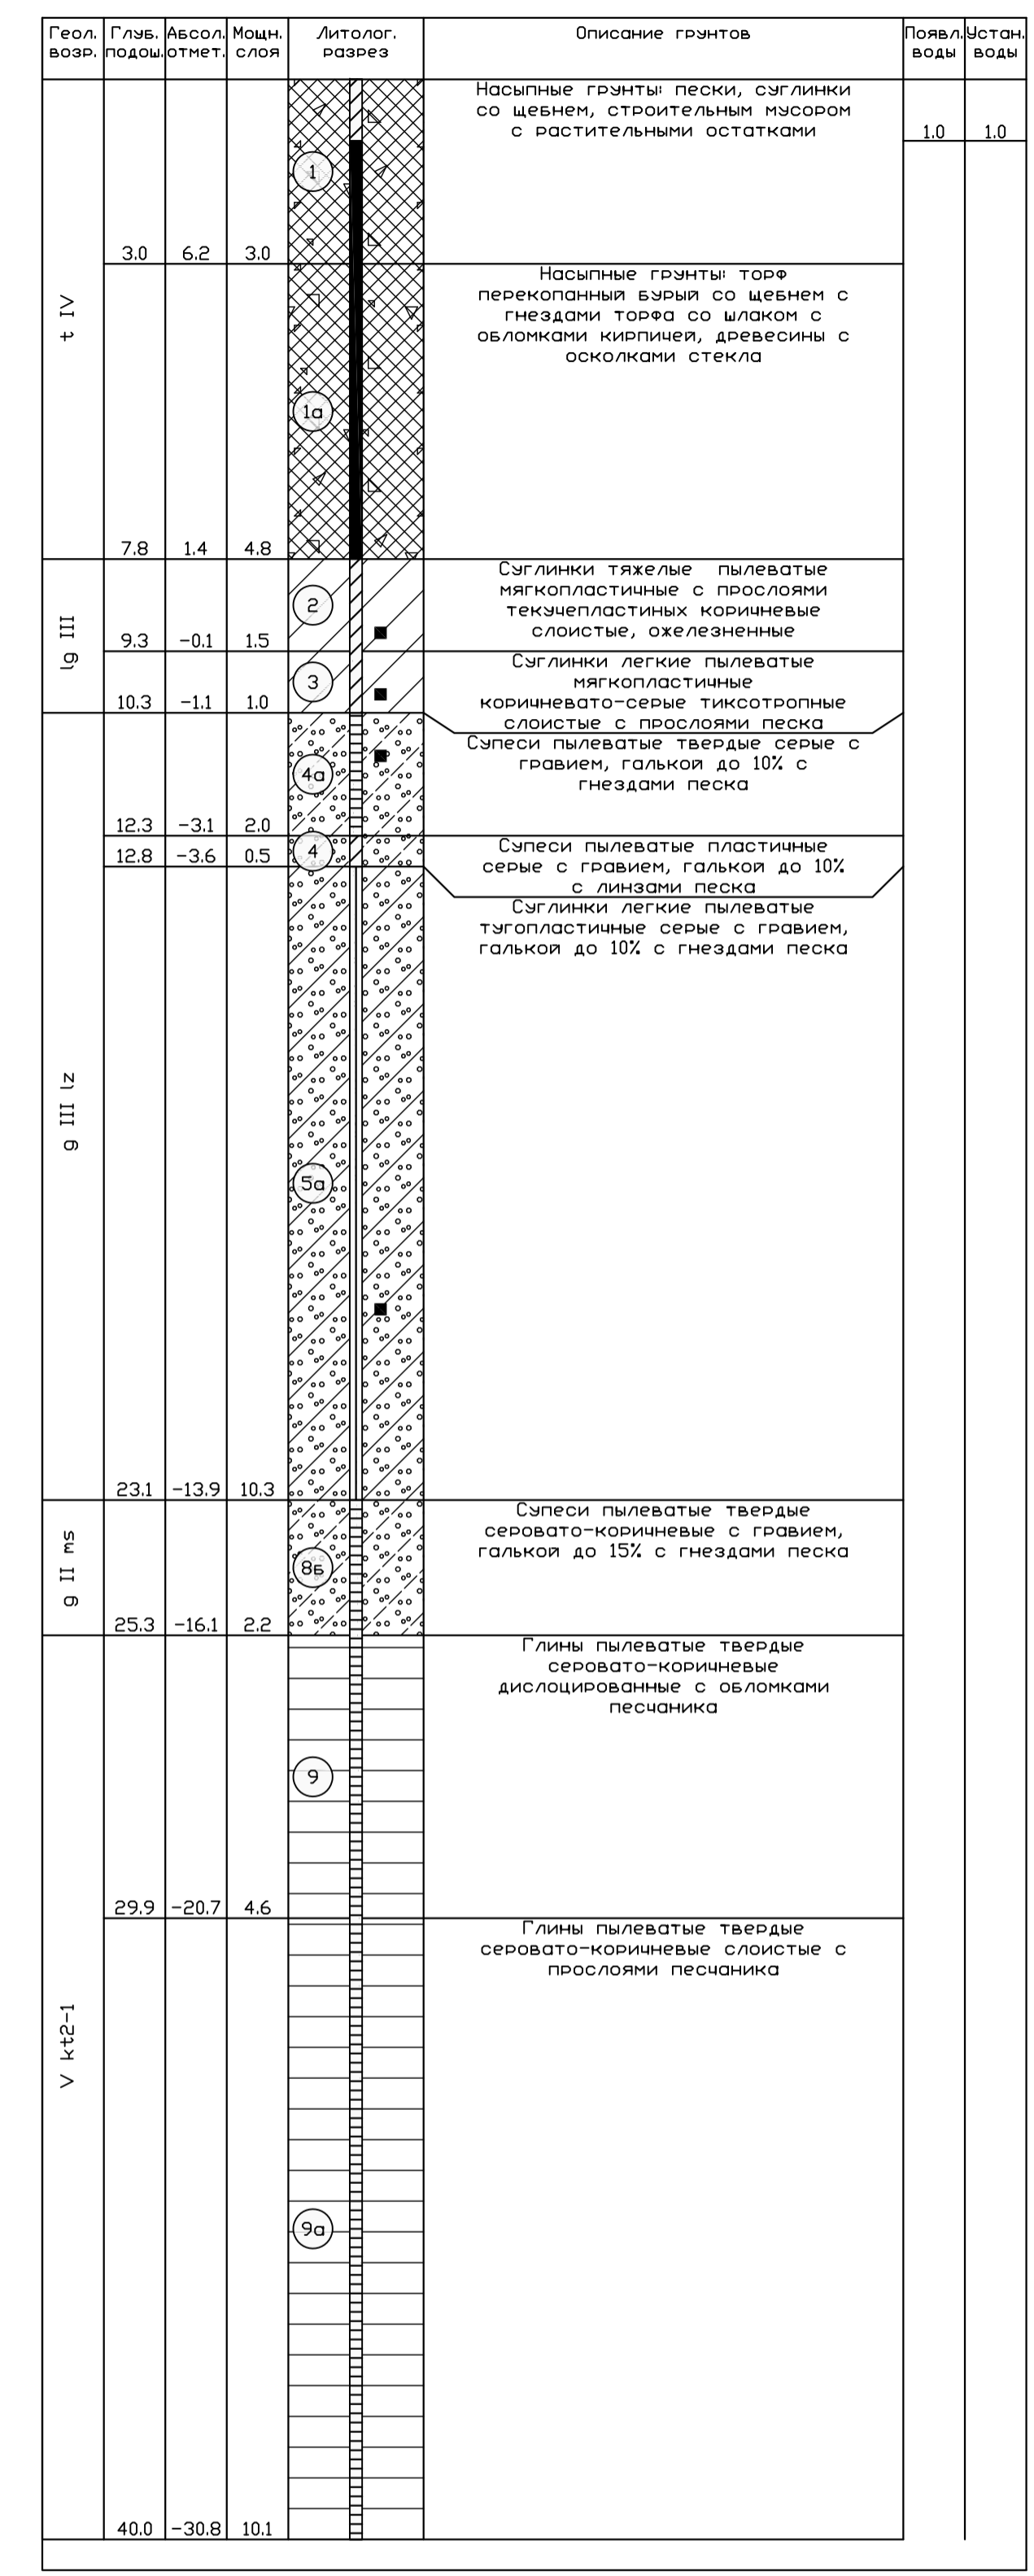 Геол. возр.
Глуб. подош.
Абсол. отмет.
Мощн. слоя
Литолог. разрез
Описание грунтов
Появл. воды
Устан. воды
t IV
Насыпные грунты: пески, суглинки
со щебнем, строительным мусором
с растительными остатками
1.0 1.0
1
3.0 6.2 3.0
Насыпные грунты: торф
перекопанный бурый со щебнем с
гнездами торфа со шлаком с
обломками кирпичей, древесины с
осколками стекла
1а
7.8 1.4 4.8
lg III
Суглинки тяжелые пылеватые
мягкопластичные с прослоями
текучепластиных коричневые
слоистые, ожелезненные
2
9.3 -0.1 1.5
Суглинки легкие пылеватые
мягкопластичные
коричневато-серые тиксотропные
слоистые с прослоями песка
3
10.3 -1.1 1.0
g III lz
Супеси пылеватые твердые серые с
гравием, галькой до 10% с
гнездами песка
4а
12.3 -3.1 2.0
Супеси пылеватые пластичные
серые с гравием, галькой до 10%
с линзами песка
4
12.8 -3.6 0.5
Суглинки легкие пылеватые
тугопластичные серые с гравием,
галькой до 10% с гнездами песка
5а
23.1 -13.9 10.3
g II ms
Супеси пылеватые твердые
серовато-коричневые с гравием,
галькой до 15% с гнездами песка
8б
25.3 -16.1 2.2
V kt2-1
Глины пылеватые твердые
серовато-коричневые
дислоцированные с обломками
песчаника
9
29.9 -20.7 4.6
Глины пылеватые твердые
серовато-коричневые слоистые с
прослоями песчаника
9а
40.0 -30.8 10.1